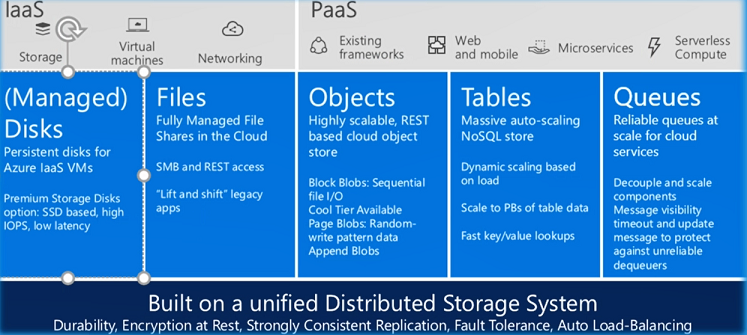 IaaS
PaaS
Storage
Virtual
machines
Networking
Existing
frameworks
Web
and mobile
Microservices
Serverless
Compute
(Managed)
Disks
Persistent disks for
Azure IaaS VMs
Premium Storage Disks
option: SSD based, high
IOPS, low latency
Files
Fully Managed File
Shares in the Cloud
SMB and REST access
"Lift and shift" legacy
apps
Objects
Highly scalable, REST
based cloud object
store
Block Blobs: Sequential
file I/O
Cool Tier Available
Page Blobs: Random-
write pattern data
Append Blobs
Tables
Massive auto-scaling
NoSQL store
Dynamic scaling based
on load
Scale to PBs of table data
Fast key/value lookups
Queues
Reliable queues at
scale for cloud
services
Decouple and scale
components
Message visibility
timeout and update
message to protect
against unreliable
dequeuers
Built on a unified Distributed Storage System
Durability, Encryption at Rest, Strongly Consistent Replication, Fault Tolerance, Auto Load-Balancing